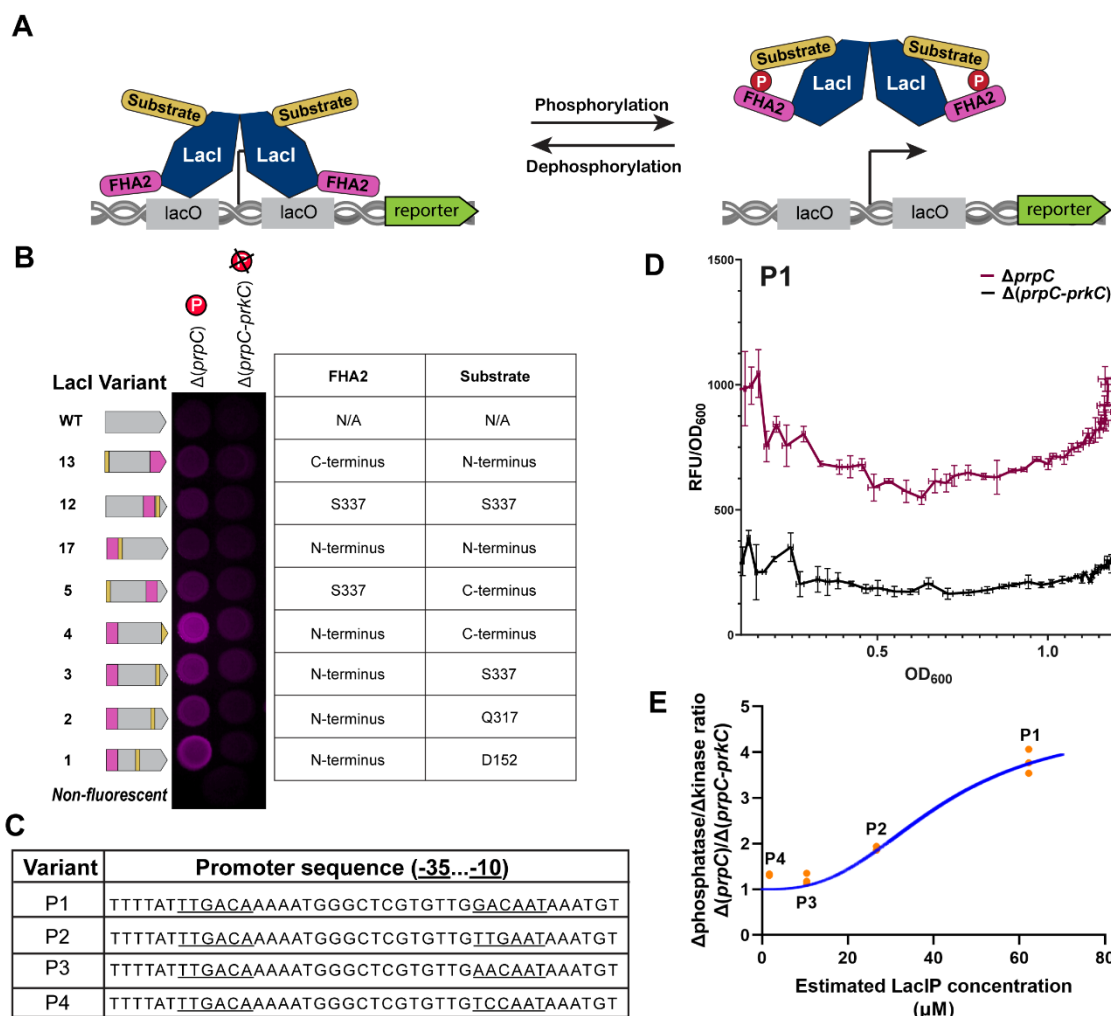 A
Substrate
Substrate
LacI
LacI
FHA2
FHA2
lacO
lacO
reporter
Phosphorylation
Dephosphorylation
Substrate
Substrate
P
P
LacI
LacI
FHA2
FHA2
lacO
lacO
reporter
B
P
Δ(prpC)
Δ(prpC-prkC)
LacI Variant
FHA2 Substrate
WT N/A N/A
13 C-terminus N-terminus
12 S337 S337
17 N-terminus N-terminus
5 S337 C-terminus
4 N-terminus C-terminus
3 N-terminus S337
2 N-terminus Q317
1 N-terminus D152
Non-fluorescent
C
Variant Promoter sequence (-35...-10)
P1 TTTTATTTGACAAAAATGGGCTCGTGTTGGACAATAAATGT
P2 TTTTATTTGACAAAAATGGGCTCGTGTTGTTGAATAAATGT
P3 TTTTATTTGACAAAAATGGGCTCGTGTTGAACAATAAATGT
P4 TTTTATTTGACAAAAATGGGCTCGTGTTGTCCAATAAATGT
D
P1
ΔprpC
Δ(prpC-prkC)
RFU/OD600
1500
1000
500
0
0.5 1.0
OD600
E
Δphosphatase/Δkinase ratio
Δ(prpC)/Δ(prpC-prkC)
5
4
3
2
1
0
P4
P3
P2
P1
0 20 40 60 80
Estimated LacIP concentration
(μM)